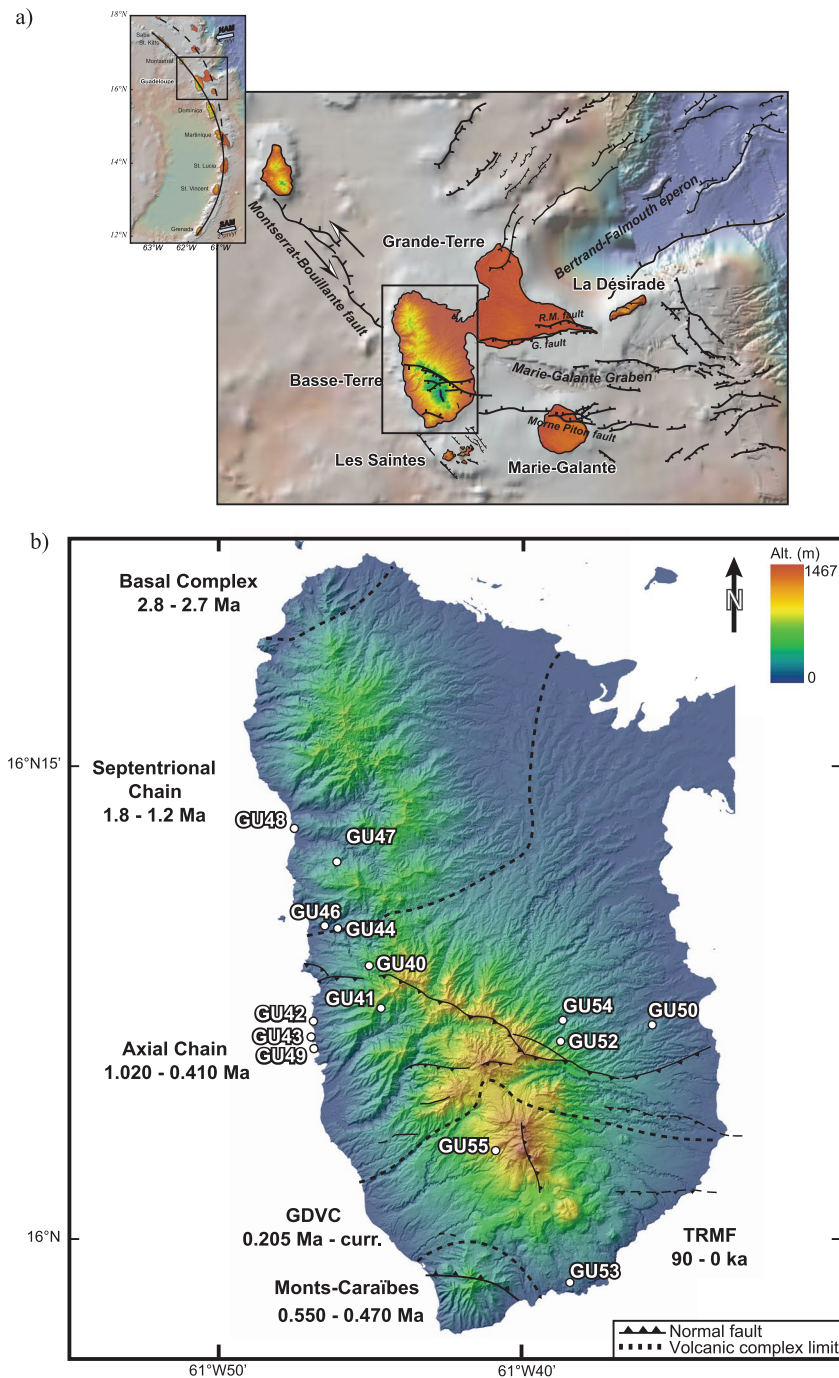 a)
18°N
16°N
14°N
12°N
63°W
62°W
61°W
Saba
St. Kitts
Montserrat
Guadeloupe
Dominica
Martinique
St. Lucia
St. Vincent
Grenada
NAM
SAM
Montserrat-Bouillante fault
Grande-Terre
Bertrand-Falmouth éperon
La Désirade
R.M. fault
G. fault
Basse-Terre
Marie-Galante Graben
Morne Piton fault
Les Saintes
Marie-Galante
b)
Basal Complex
2.8 - 2.7 Ma
Alt. (m)
1467
0
N
16°N15'
Septentrional
Chain
1.8 - 1.2 Ma
GU48
GU47
GU46
GU44
GU40
GU41
GU42
GU43
GU49
GU54
GU50
GU52
Axial Chain
1.020 - 0.410 Ma
GU55
GDVC
0.205 Ma - curr.
16°N
TRMF
90 - 0 ka
GU53
Monts-Caraïbes
0.550 - 0.470 Ma
Normal fault
Volcanic complex limit
61°W50'
61°W40'